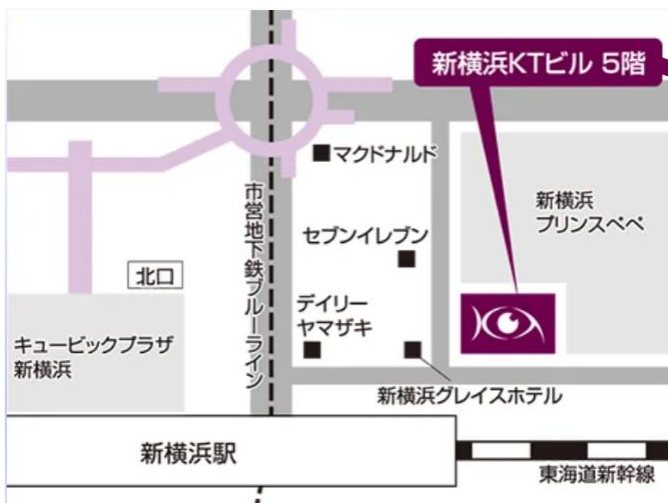 新横浜KTビル 5階
マクドナルド
新横浜
プリンスペペ
セブンイレブン
市営地下鉄ブルーライン
北口
デイリー
ヤマザキ
キュービックプラザ
新横浜
新横浜グレイスホテル
新横浜駅
東海道新幹線